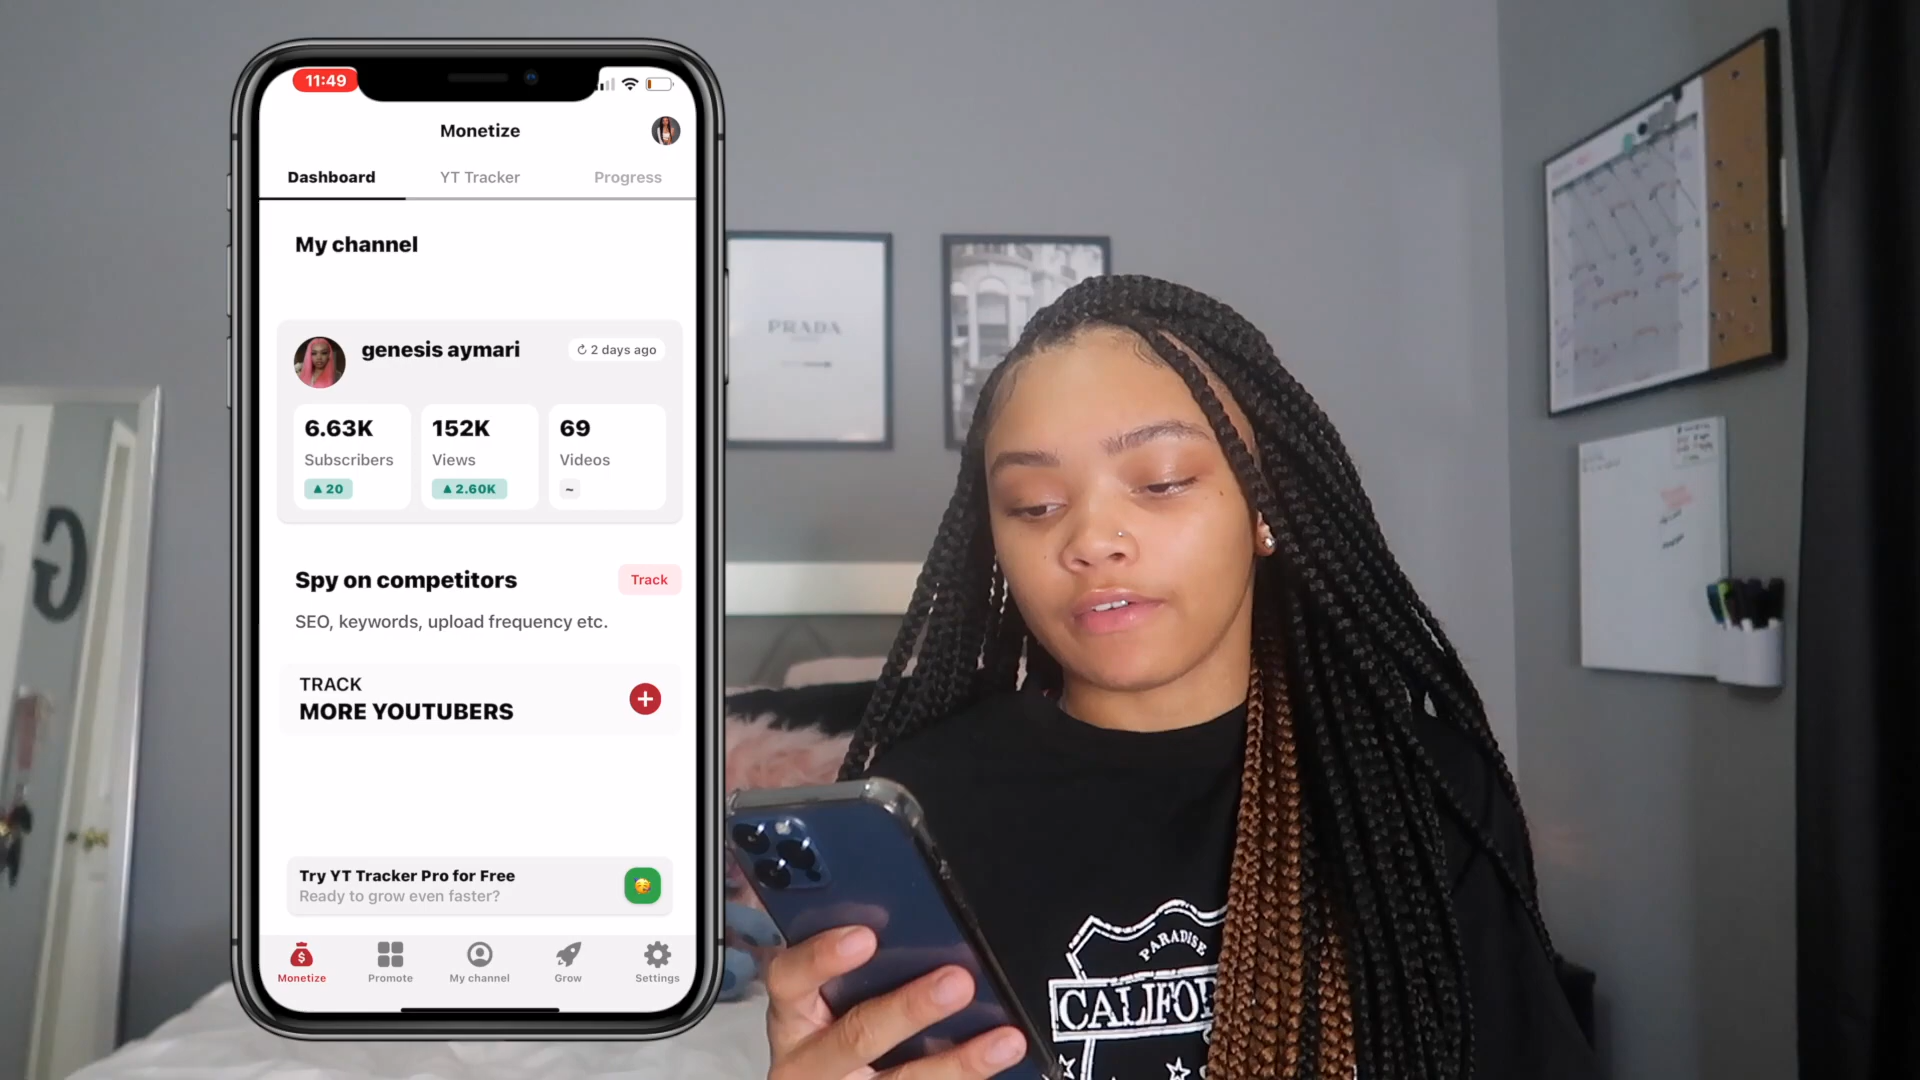 11:49
Monetize
Dashboard YT Tracker Progress
My channel
genesis aymari
2 days ago
6.63K 152K 69
Subscribers Views Videos
▲20 ▲2.60K ~
Spy on competitors
Track
SEO, keywords, upload frequency etc.
TRACK
MORE YOUTUBERS
Try YT Tracker Pro for Free
Ready to grow even faster?
Monetize Promote My channel Grow Settings
PRADA
G
PARADISE